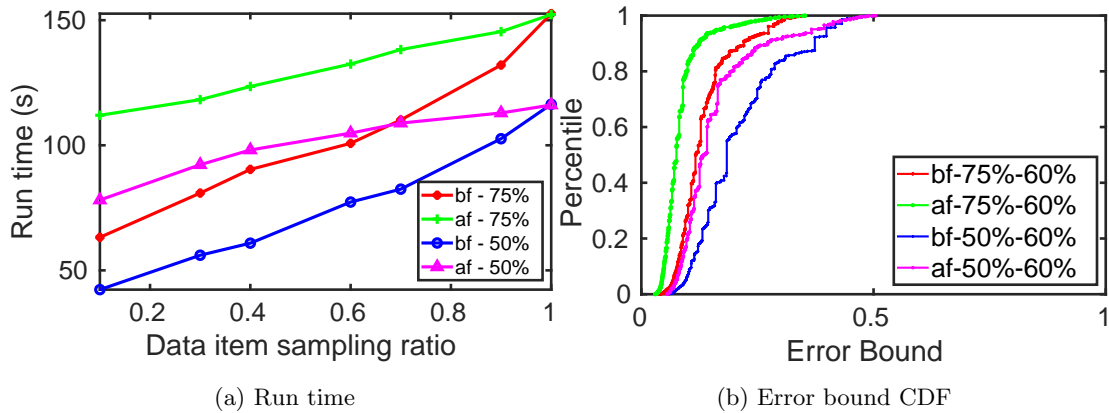 150
100
50
Run time (s)
bf - 75%
af - 75%
bf - 50%
af - 50%
0.2 0.4 0.6 0.8 1
Data item sampling ratio
(a) Run time
1
0.8
0.6
0.4
0.2
0
Percentile
bf-75%-60%
af-75%-60%
bf-50%-60%
af-50%-60%
0 0.5 1
Error Bound
(b) Error bound CDF